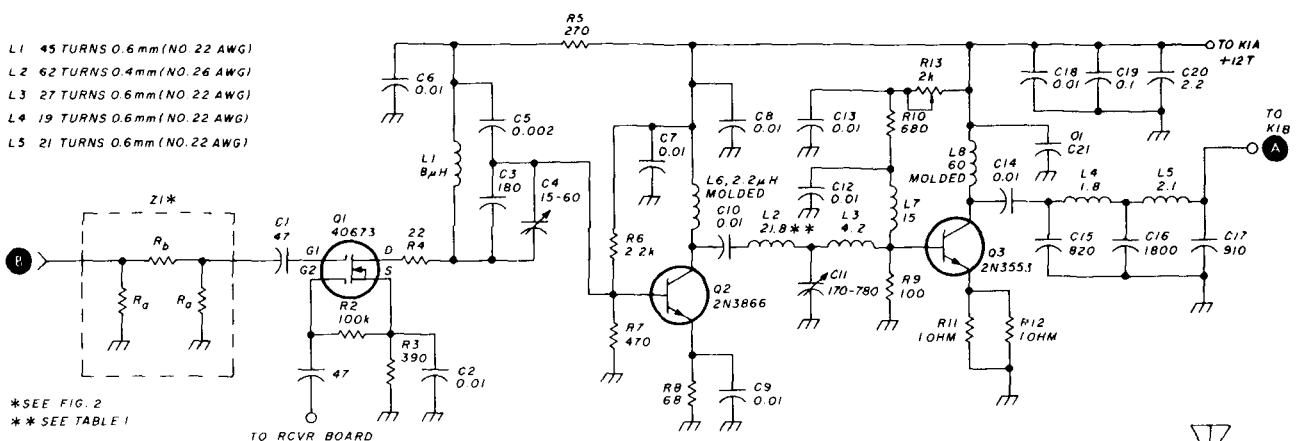 L1 45 TURNS 0.6mm (NO. 22 AWG)
L2 62 TURNS 0.4mm (NO. 26 AWG)
L3 27 TURNS 0.6mm (NO. 22 AWG)
L4 19 TURNS 0.6mm (NO. 22 AWG)
L5 21 TURNS 0.6mm (NO. 22 AWG)
R5
270
TO K1A
+12T
C6
0.01
C5
0.002
L1
8μH
C3
180
C4
15-60
C7
0.01
C8
0.01
C13
0.01
R13
2k
R10
680
C18
0.01
C19
0.1
C20
2.2
TO
K1B
A
L6, 2.2μH
MOLDED
C12
0.01
L7
15
L8
60
MOLDED
.01
C21
C14
0.01
L4
1.8
L5
2.1
C10
0.01
L2
21.8**
L3
4.2
R6
2.2k
Q2
2N3866
C11
170-780
R9
100
Q3
2N3553
C15
820
C16
1800
C17
910
R11
1OHM
R12
1OHM
R7
470
R8
68
C9
0.01
Z1*
B
Rb
Ra
Ra
C1
47
Q1
40673
G1
G2
D
S
22
R4
R2
100k
R3
390
C2
0.01
47
TO RCVR BOARD
*SEE FIG. 2
** SEE TABLE 1